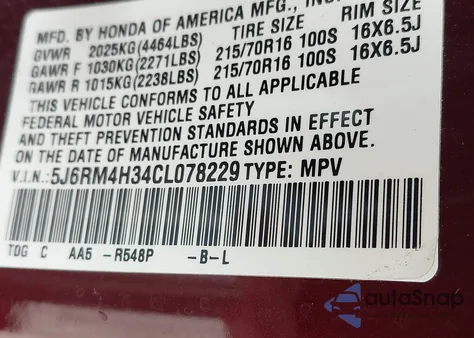 MFD. BY HONDA OF AMERICA MFG., INC.
TIRE SIZE RIM SIZE
GVWR 2025KG(4464LBS)
GAWR F 1030KG(2271LBS) 215/70R16 100S 16X6.5J
GAWR R 1015KG(2238LBS) 215/70R16 100S 16X6.5J
THIS VEHICLE CONFORMS TO ALL APPLICABLE
FEDERAL MOTOR VEHICLE SAFETY
AND THEFT PREVENTION STANDARDS IN EFFECT
ON THE DATE OF MANUFACTURE SHOWN ABOVE.
V.I.N.:5J6RM4H34CL078229 TYPE: MPV
TDG C AA5 -R548P -B-L
autoSnap